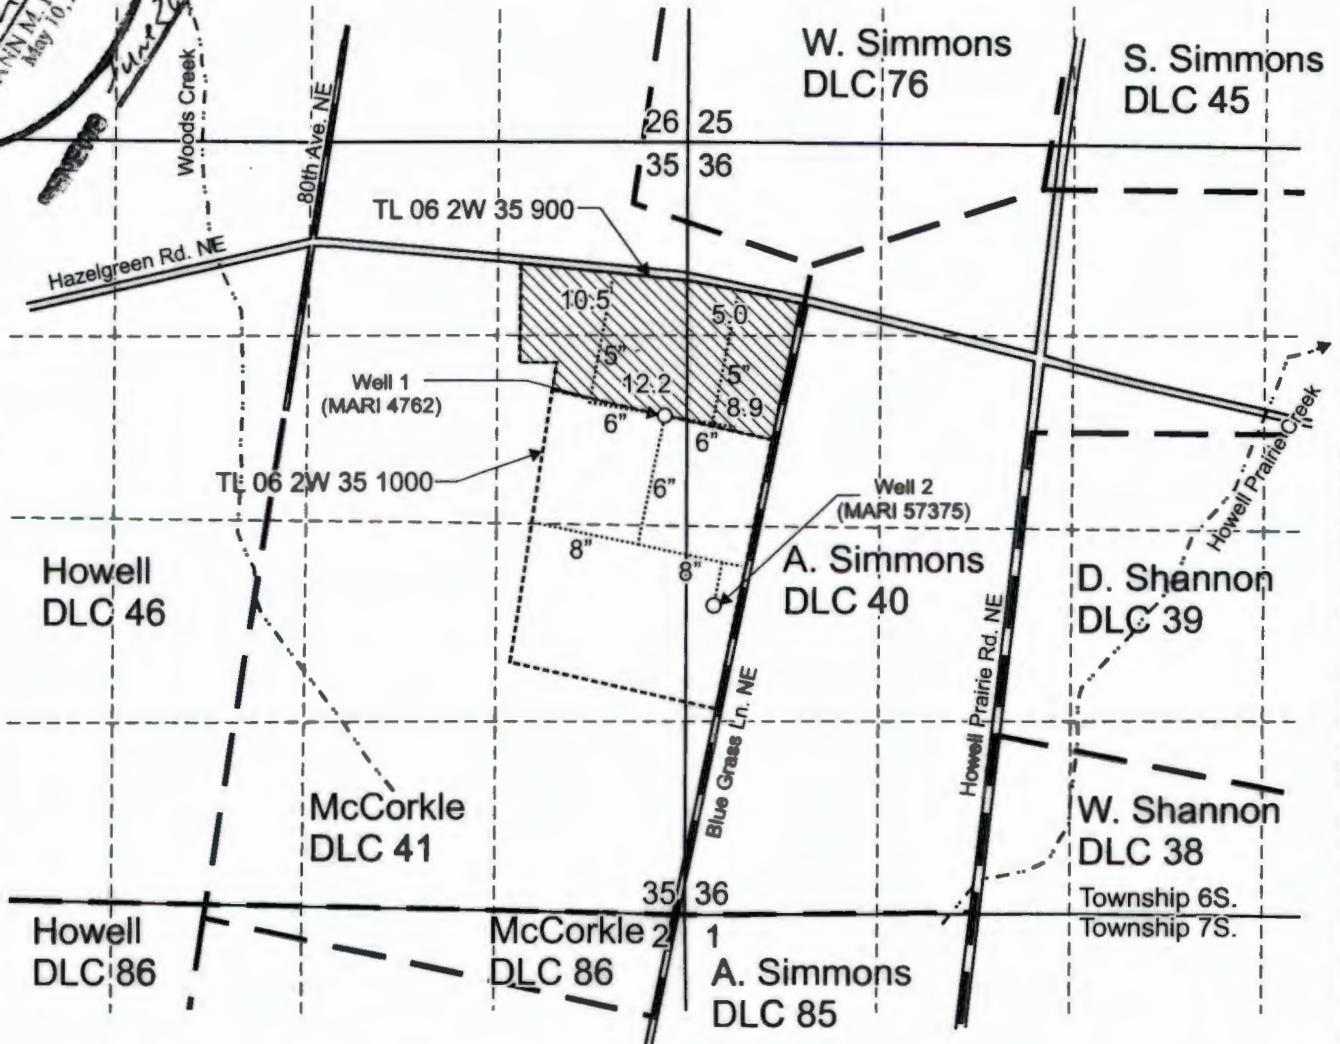 ANN M.
May 10,
June
Woods Creek
80th Ave. NE
W. Simmons
DLC 76
S. Simmons
DLC 45
26 25
35 36
TL 06 2W 35 900
Hazelgreen Rd. NE
10.5
5.0
5"
5"
12.2
8.9
Well 1
(MARI 4762)
6"
6"
TL 06 2W 35 1000
6"
Well 2
(MARI 57375)
8"
8"
Howell Prairie Creek
Howell
DLC 46
A. Simmons
DLC 40
D. Shannon
DLC 39
Howell Prairie Rd. NE
Blue Grass Ln. NE
McCorkle
DLC 41
W. Shannon
DLC 38
35 36
Township 6S.
Township 7S.
Howell
DLC 86
McCorkle
DLC 86
2 1
A. Simmons
DLC 85